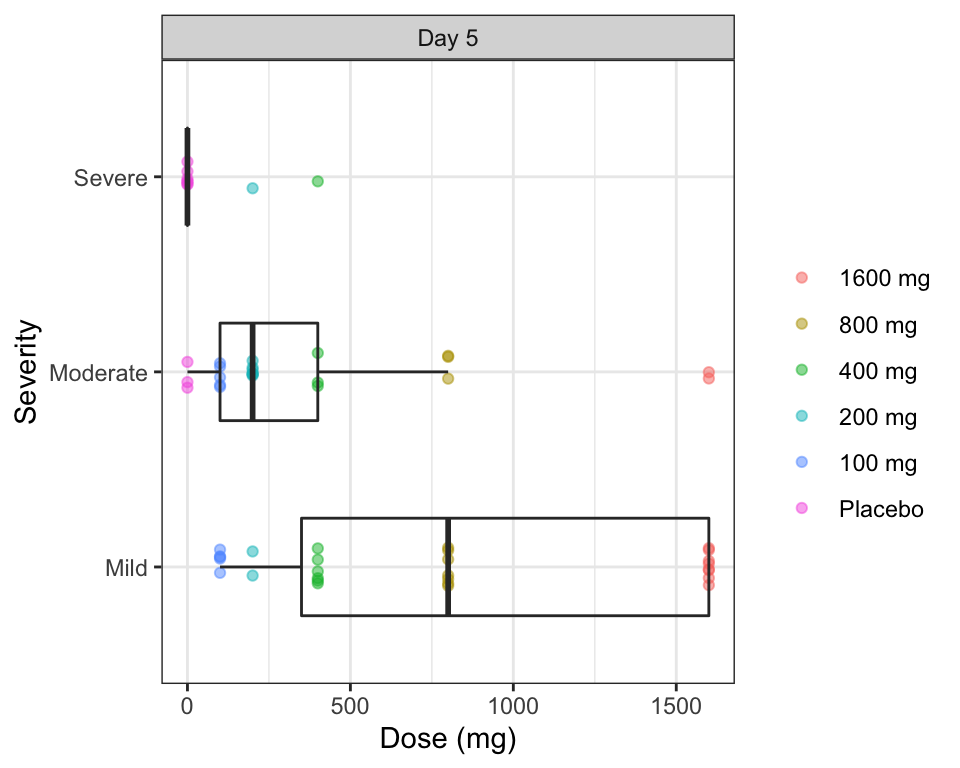 Day 5
Severity
Severe
Moderate
Mild
0 500 1000 1500
Dose (mg)
1600 mg
800 mg
400 mg
200 mg
100 mg
Placebo